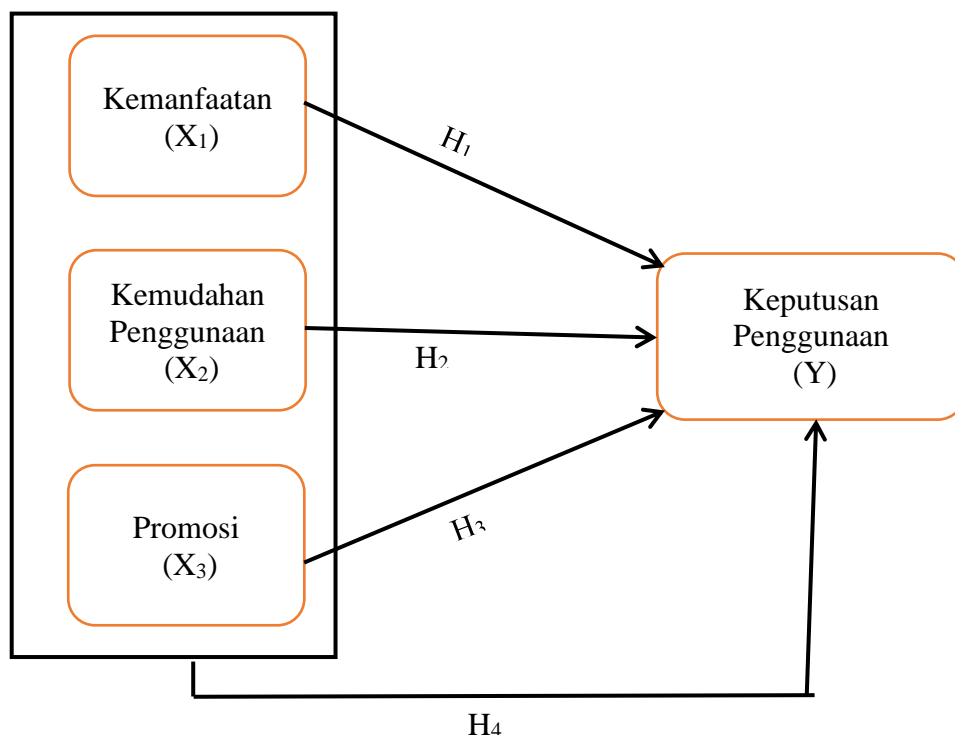 Kemanfaatan
(X₁)
H₁
Kemudahan
Penggunaan
(X₂)
H₂
Keputusan
Penggunaan
(Y)
Promosi
(X₃)
H₃
H₄